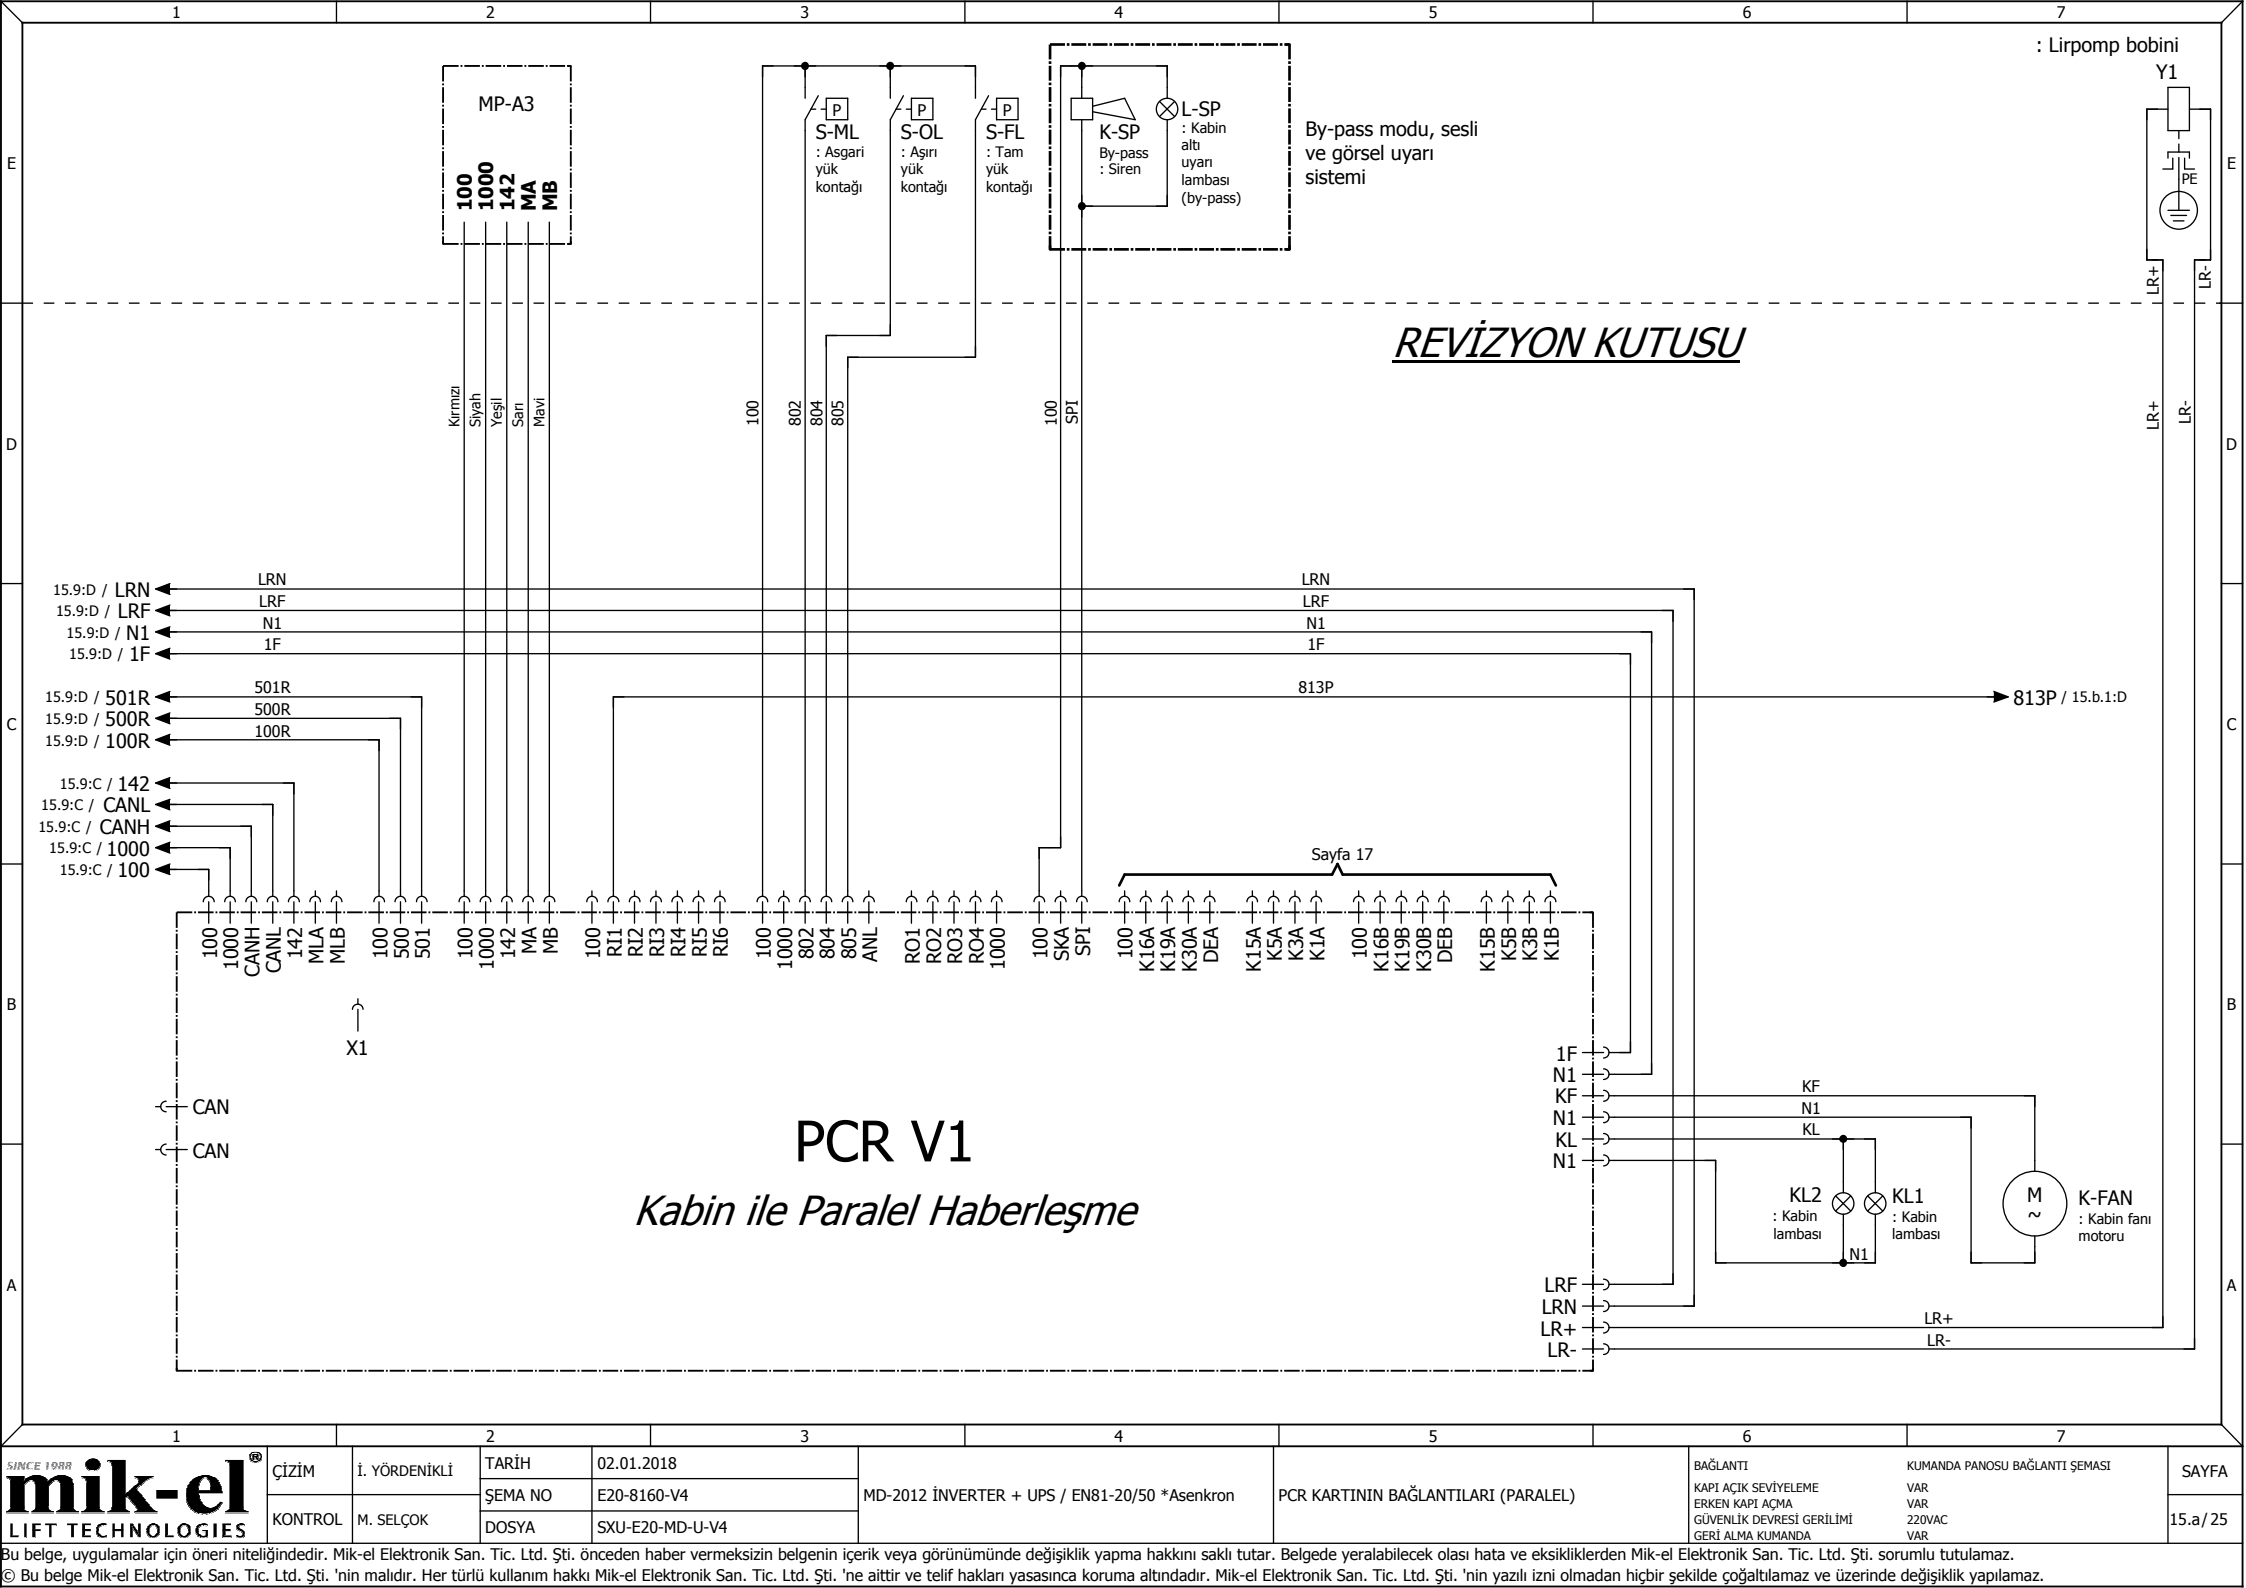 1 2 3 4 5 6 7
: Lirpomp bobini
Y1
MP-A3
100
1000
142
MA
MB
P
S-ML
: Asgari
yük
kontağı
P
S-OL
: Aşırı
yük
kontağı
P
S-FL
: Tam
yük
kontağı
K-SP
By-pass
: Siren
L-SP
: Kabin
altı
uyarı
lambası
(by-pass)
By-pass modu, sesli
ve görsel uyarı
sistemi
PE
E
E
LR+
LR-
REVİZYON KUTUSU
Kırmızı
Siyah
Yeşil
Sarı
Mavi
100
802
804
805
100
SPI
LR+
LR-
D
D
15.9:D / LRN
LRN
LRN
15.9:D / LRF
LRF
LRF
15.9:D / N1
N1
N1
15.9:D / 1F
1F
1F
15.9:D / 501R
501R
813P
813P / 15.b.1:D
15.9:D / 500R
500R
15.9:D / 100R
100R
C
C
15.9:C / 142
15.9:C / CANL
15.9:C / CANH
15.9:C / 1000
15.9:C / 100
Sayfa 17
100
1000
CANH
CANL
142
MLA
MLB
100
500
501
100
1000
142
MA
MB
100
RI1
RI2
RI3
RI4
RI5
RI6
100
1000
802
804
805
ANL
RO1
RO2
RO3
RO4
1000
100
SKA
SPI
100
K16A
K19A
K30A
DEA
K15A
K5A
K3A
K1A
100
K16B
K19B
K30B
DEB
K15B
K5B
K3B
K1B
B
B
X1
CAN
CAN
PCR V1
Kabin ile Paralel Haberleşme
1F
N1
KF
N1
KL
N1
KF
N1
KL
KL2
: Kabin
lambası
KL1
: Kabin
lambası
N1
M
~
K-FAN
: Kabin fanı
motoru
A
A
LRF
LRN
LR+
LR-
LR+
LR-
1 2 3 4 5 6 7
SINCE 1988
mik-el®
LIFT TECHNOLOGIES
ÇİZİM
İ. YÖRDENİKLİ
KONTROL
M. SELÇOK
TARİH
02.01.2018
ŞEMA NO
E20-8160-V4
DOSYA
SXU-E20-MD-U-V4
MD-2012 İNVERTER + UPS / EN81-20/50 *Asenkron
PCR KARTININ BAĞLANTILARI (PARALEL)
BAĞLANTI KUMANDA PANOSU BAĞLANTI ŞEMASI
KAPI AÇIK SEVİYELEME VAR
ERKEN KAPI AÇMA VAR
GÜVENLİK DEVRESİ GERİLİMİ 220VAC
GERİ ALMA KUMANDA VAR
SAYFA
15.a/25
Bu belge, uygulamalar için öneri niteliğindedir. Mik-el Elektronik San. Tic. Ltd. Şti. önceden haber vermeksizin belgenin içerik veya görünümünde değişiklik yapma hakkını saklı tutar. Belgede yeralabilecek olası hata ve eksikliklerden Mik-el Elektronik San. Tic. Ltd. Şti. sorumlu tutulamaz.
© Bu belge Mik-el Elektronik San. Tic. Ltd. Şti. 'nin malıdır. Her türlü kullanım hakkı Mik-el Elektronik San. Tic. Ltd. Şti. 'ne aittir ve telif hakları yasasınca koruma altındadır. Mik-el Elektronik San. Tic. Ltd. Şti. 'nin yazılı izni olmadan hiçbir şekilde çoğaltılamaz ve üzerinde değişiklik yapılamaz.